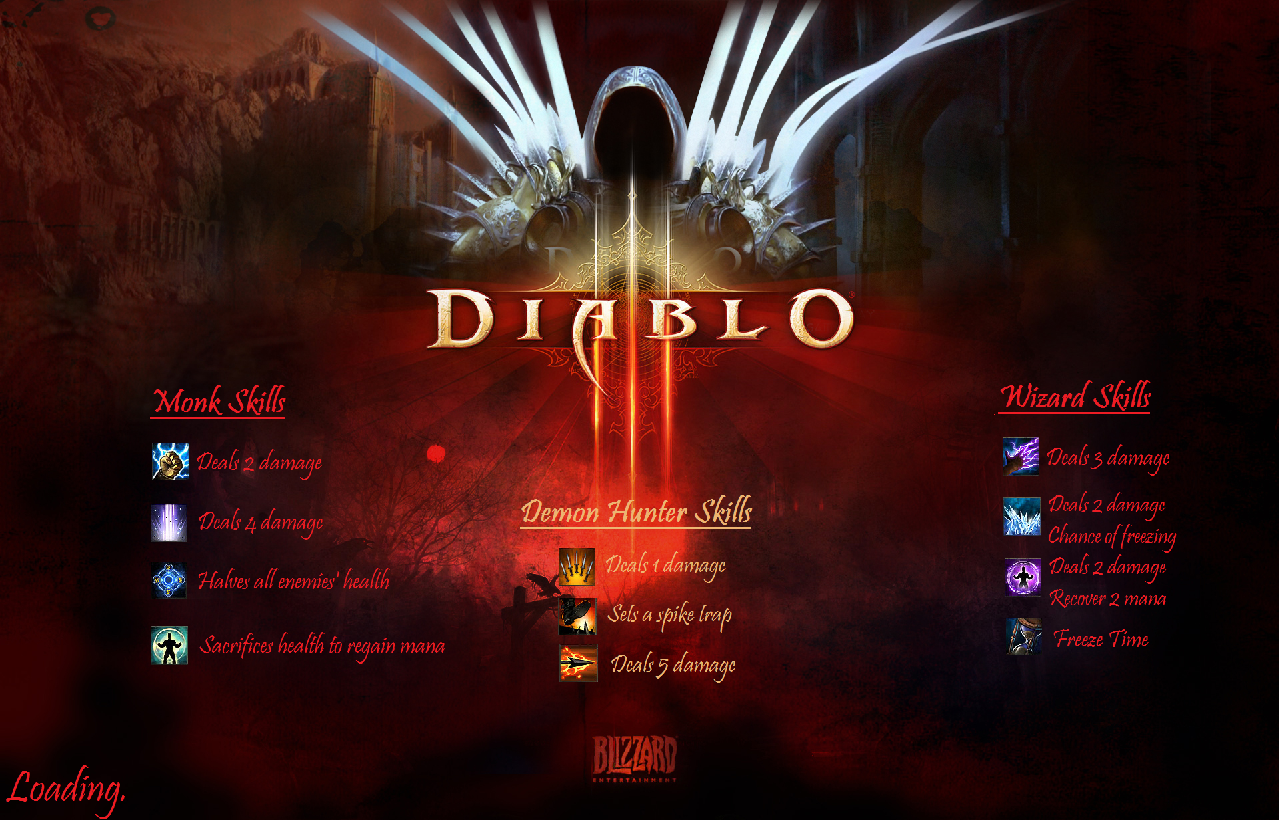 DIABLO
Monk Skills
Deals 2 damage
Deals 4 damage
Halves all enemies' health
Sacrifices health to regain mana
Demon Hunter Skills
Deals 1 damage
Sets a spike trap
Deals 5 damage
Wizard Skills
Deals 3 damage
Deals 2 damage
Chance of freezing
Deals 2 damage
Recover 2 mana
Freeze Time
BLIZZARD
ENTERTAINMENT
Loading.